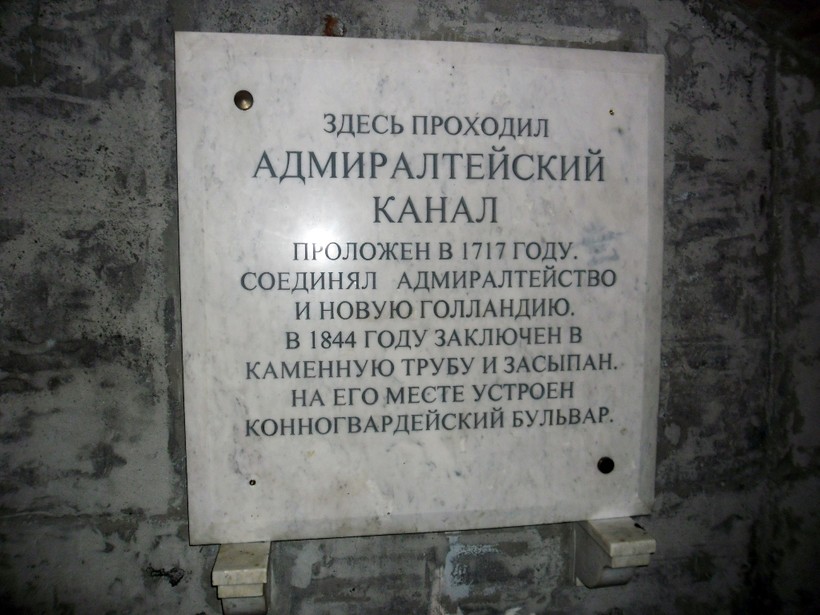 ЗДЕСЬ ПРОХОДИЛ
АДМИРАЛТЕЙСКИЙ
КАНАЛ
ПРОЛОЖЕН В 1717 ГОДУ.
СОЕДИНЯЛ АДМИРАЛТЕЙСТВО
И НОВУЮ ГОЛЛАНДИЮ.
В 1844 ГОДУ ЗАКЛЮЧЕН В
КАМЕННУЮ ТРУБУ И ЗАСЫПАН.
НА ЕГО МЕСТЕ УСТРОЕН
КОННОГВАРДЕЙСКИЙ БУЛЬВАР.